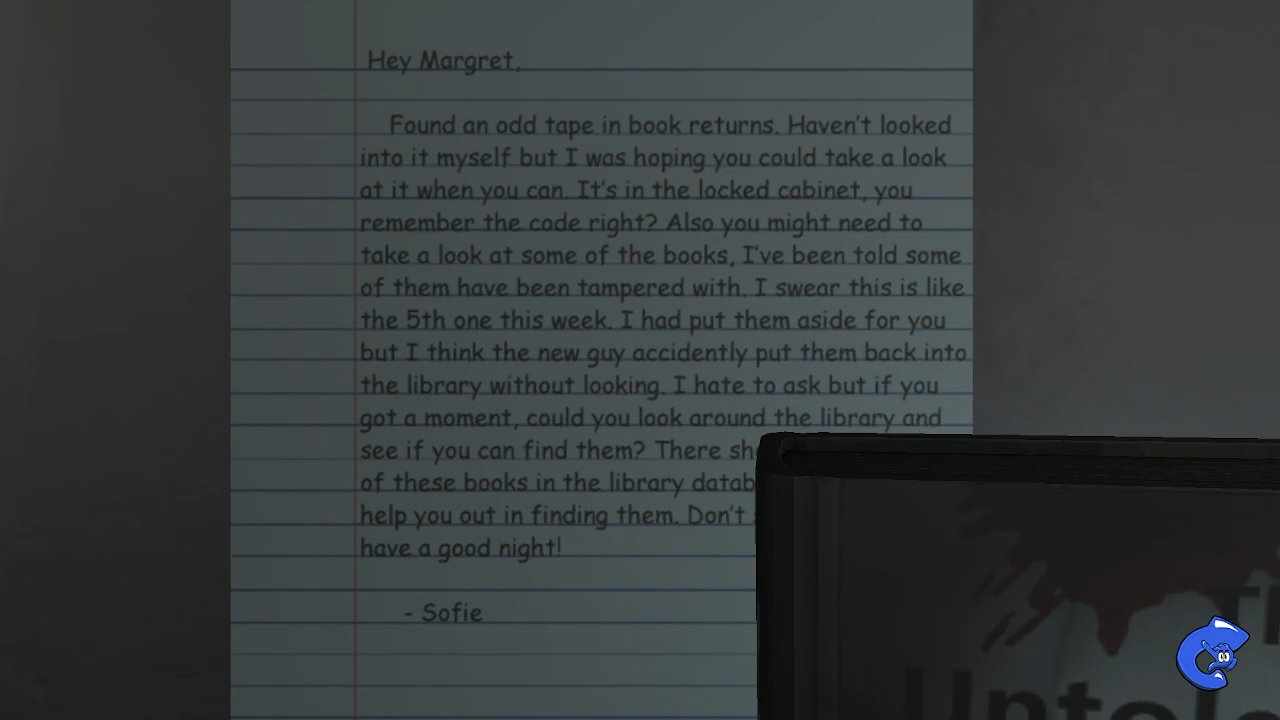 Hey Margret,
Found an odd tape in book returns. Haven't looked
into it myself but I was hoping you could take a look
at it when you can. It's in the locked cabinet, you
remember the code right? Also you might need to
take a look at some of the books, I've been told some
of them have been tampered with. I swear this is like
the 5th one this week. I had put them aside for you
but I think the new guy accidently put them back into
the library without looking. I hate to ask but if you
got a moment, could you look around the library and
see if you can find them? There
of these books in the library
help you out in finding them. Don't
have a good night!
- Sofie